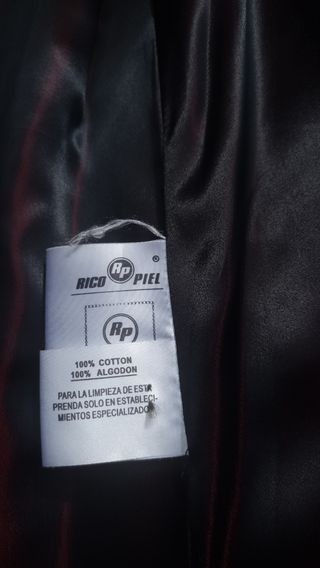 RP ®
RICO PIEL
RP
100% COTTON
100% ALGODON
PARA LA LIMPIEZA DE ESTA
PRENDA SOLO EN ESTABLECI-
MIENTOS ESPECIALIZADOS